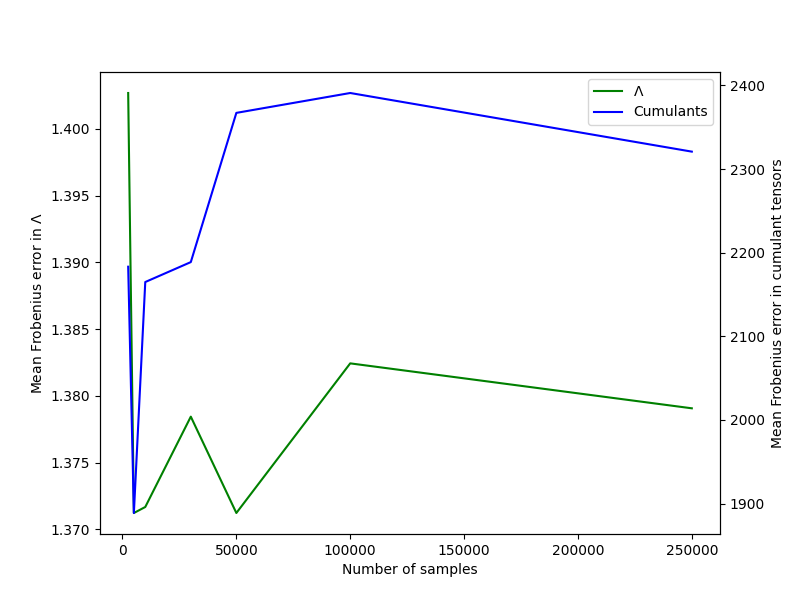 Λ
Cumulants
1.400
1.395
1.390
1.385
1.380
1.375
1.370
Mean Frobenius error in Λ
2400
2300
2200
2100
2000
1900
Mean Frobenius error in cumulant tensors
0 50000 100000 150000 200000 250000
Number of samples